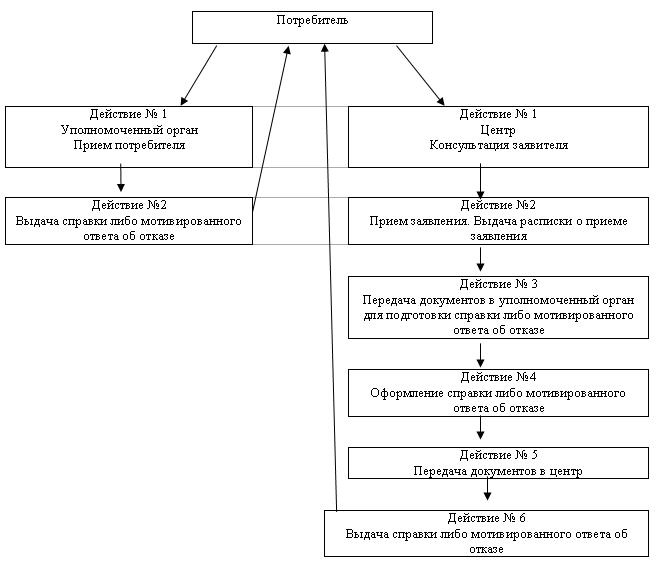 Потребитель
Действие № 1
Уполномоченный орган
Прием потребителя
Действие №2
Выдача справки либо мотивированного
ответа об отказе
Действие № 1
Центр
Консультация заявителя
Действие №2
Прием заявления. Выдача расписки о приеме
заявления
Действие № 3
Передача документов в уполномоченный орган
для подготовки справки либо мотивированного
ответа об отказе
Действие №4
Оформление справки либо мотивированного
ответа об отказе
Действие № 5
Передача документов в центр
Действие № 6
Выдача справки либо мотивированного ответа об
отказе